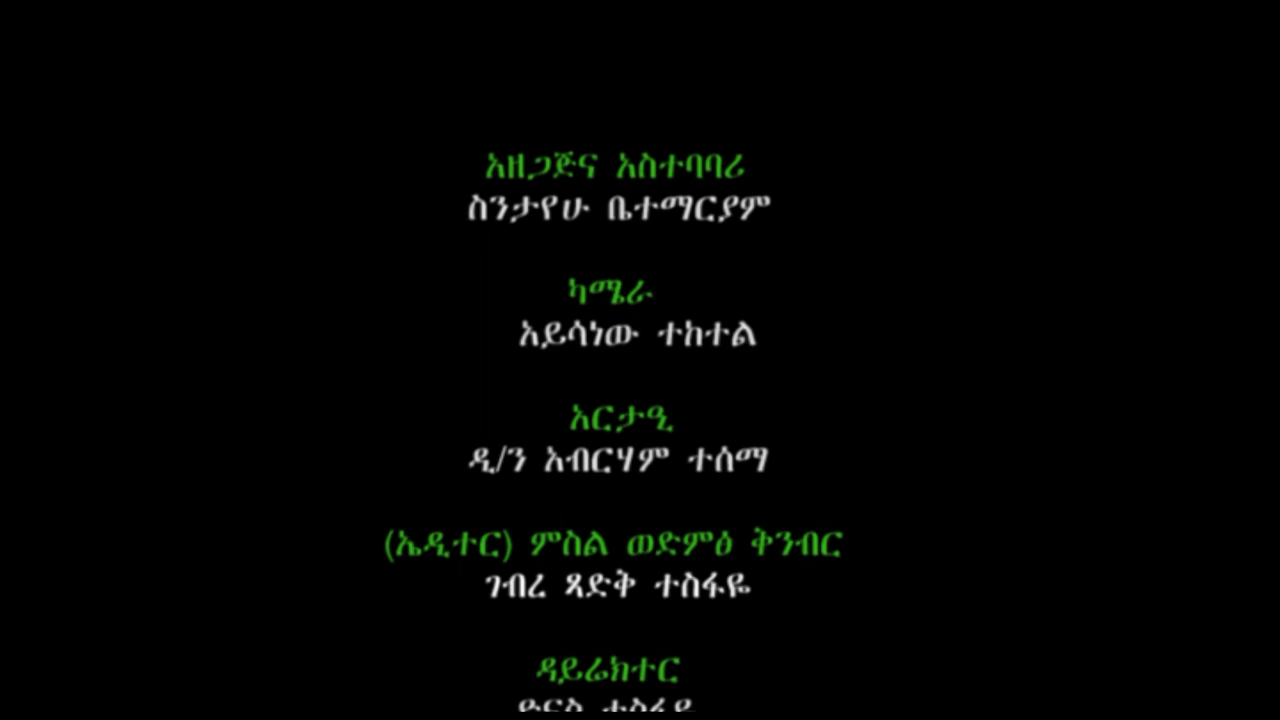 አዘጋጅና አስተባባሪ
ስንታየሁ ቤተማርያም
ካሜራ
አይሳነው ተከተል
አርታዒ
ዲ/ን አብርሃም ተሰማ
(ኤዲተር) ምስል ወድምፅ ቅንብር
ገብረ ጻድቅ ተስፋዬ
ዳይሬክተር